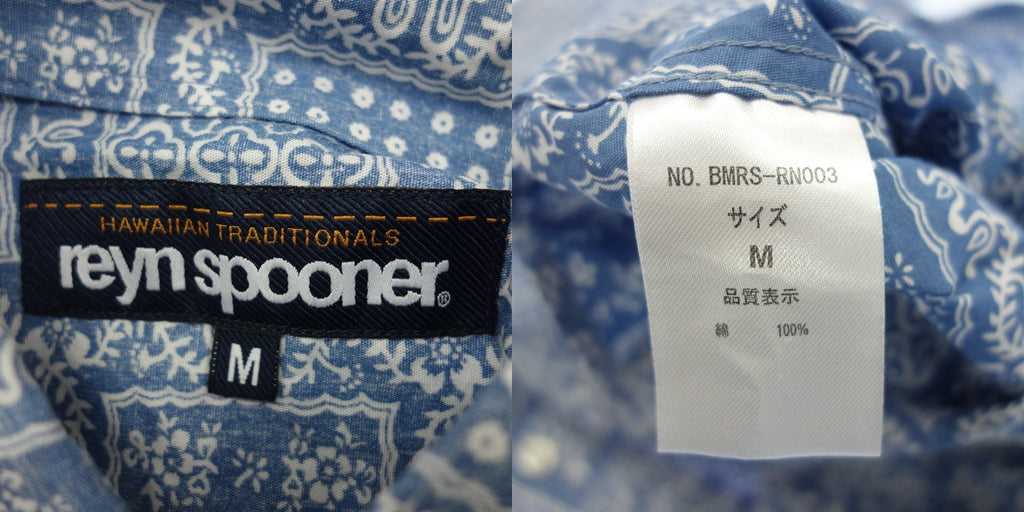 HAWAIIAN TRADITIONALS
reyn spooner®
M
NO. BMRS-RN003
サイズ
M
品質表示
綿 100%